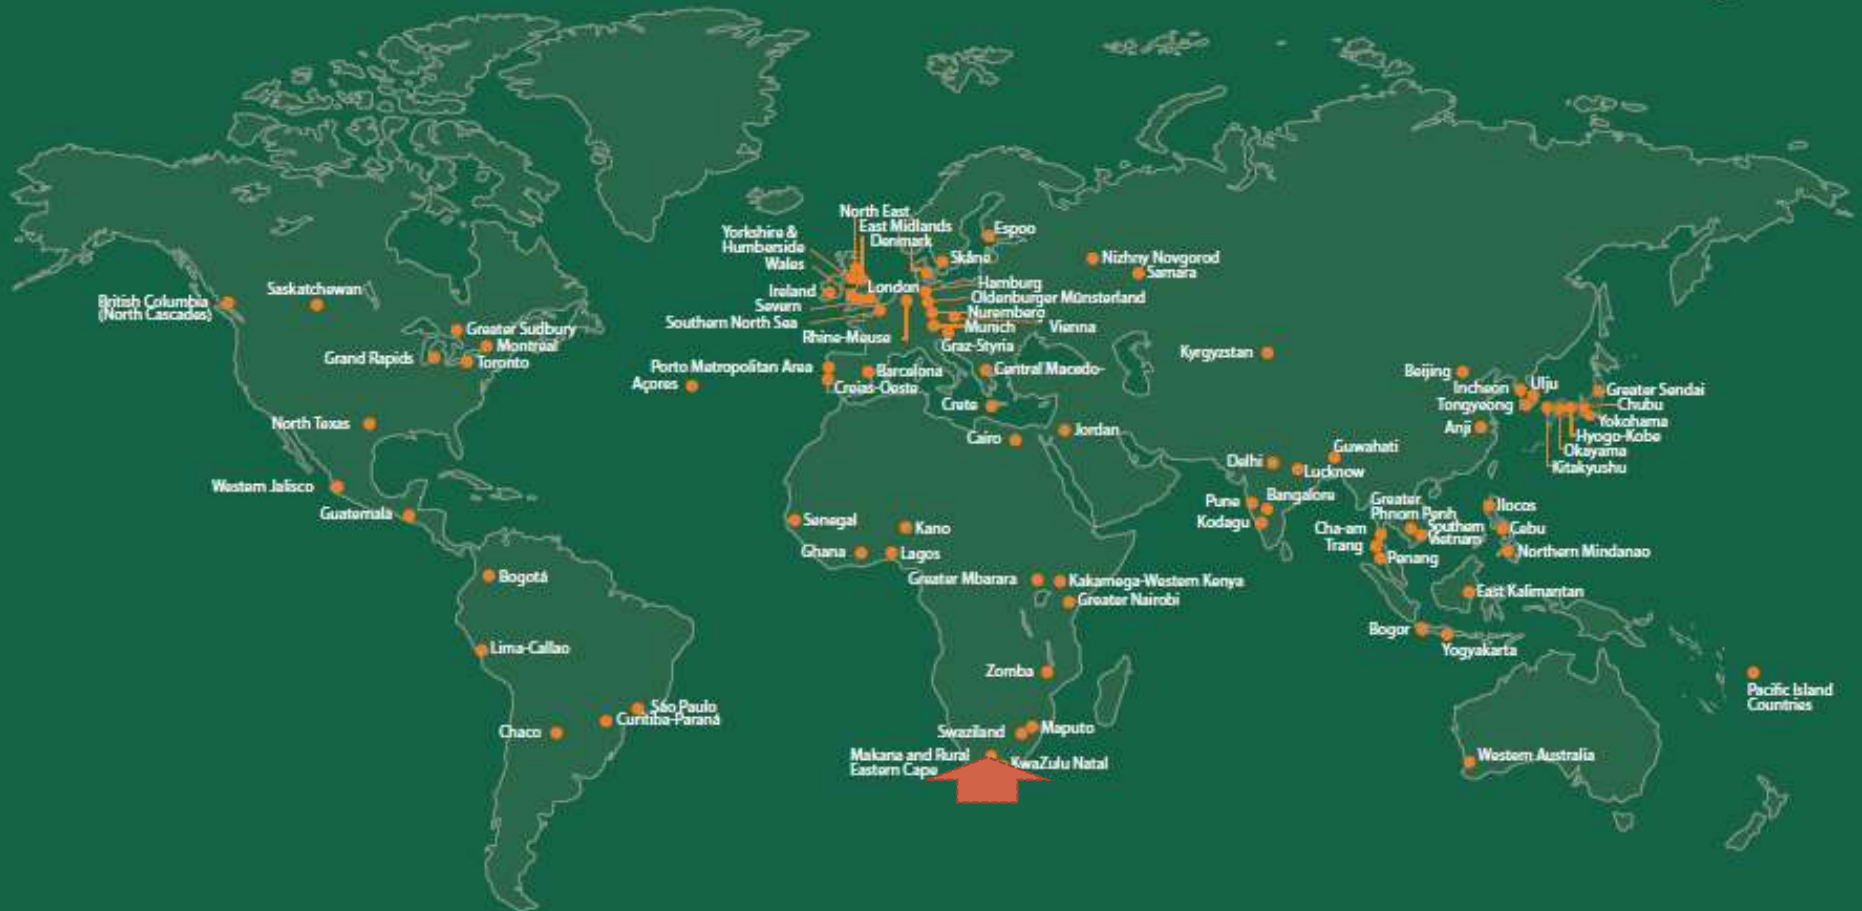 North East
East Midlands
Denmark
Yorkshire &
Humberside
Wales
Espoo
Skåne
Nizhny Novgorod
Samara
Ireland
London
Hamburg
Oldenburger Münsterland
Severn
Nuremberg
Southern North Sea
Munich
Vienna
Rhine-Meuse
Graz-Styria
British Columbia
(North Cascades)
Saskatchewan
Greater Sudbury
Montréal
Grand Rapids
Toronto
Porto Metropolitan Area
Barcelona
Central Macedo-
Açores
Creias-Oeste
Crete
Kyrgyzstan
Beijing
Incheon
Ulju
Greater Sendai
Tongyeong
Chubu
Yokohama
Anji
Hyogo-Kobe
Okayama
Kitakyushu
North Texas
Cairo
Jordan
Guwahati
Delhi
Lucknow
Western Jalisco
Guatemala
Pune
Bangalore
Kodagu
Greater
Phnom Penh
Ilocos
Cha-am
Southern
Vietnam
Cebu
Trang
Penang
Northern Mindanao
Senegal
Kano
Ghana
Lagos
Greater Mbarara
Kakamega-Western Kenya
Greater Nairobi
East Kalimantan
Bogotá
Bogor
Yogyakarta
Lima-Callao
Zomba
Pacific Island
Countries
São Paulo
Curitiba-Paraná
Chaco
Swaziland
Maputo
Makana and Rural
Eastern Cape
KwaZulu Natal
Western Australia